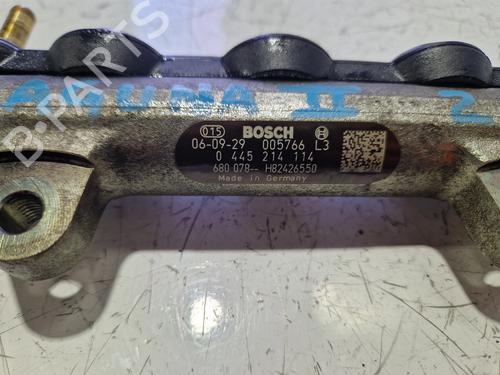 LAGUNA II 2
015 BOSCH
06-09-29 005766 L3
0 445 214 114
680 078-- H82426550
Made in Germany
B-PARTS
B-PARTS